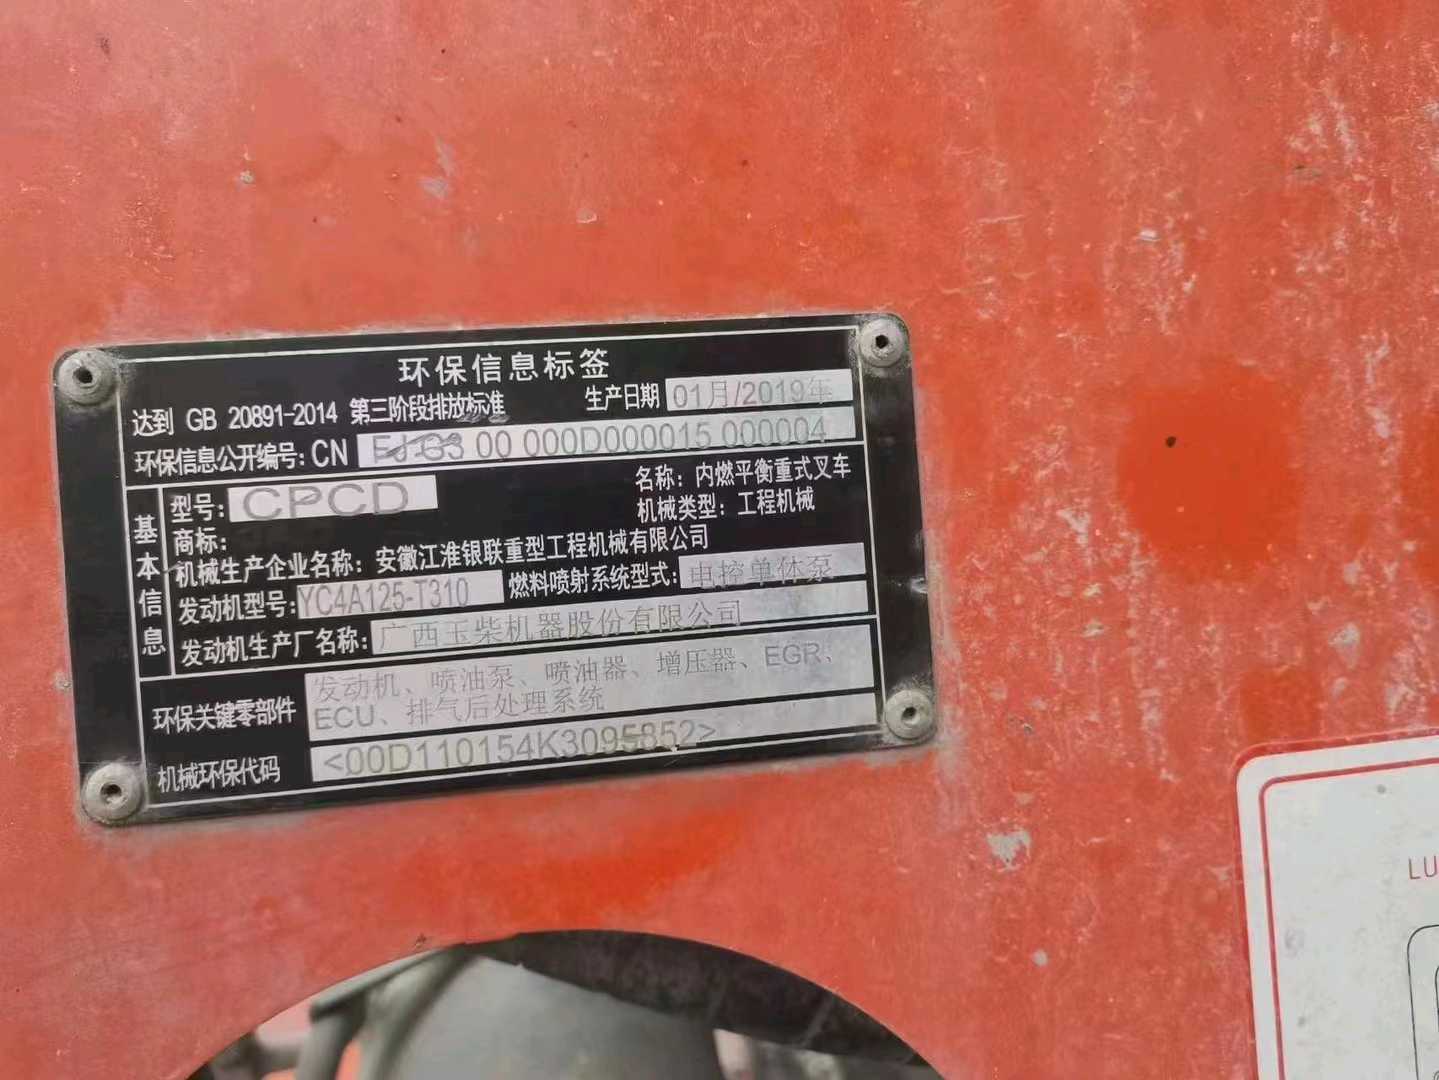 环保信息标签
达到 GB 20891-2014 第三阶段排放标准 生产日期 01月/2019年
环保信息公开编号: CN FJ G3 00 000D000015 000004
基本信息
型号: CPCD 名称: 内燃平衡重式叉车
商标: 机械类型: 工程机械
机械生产企业名称: 安徽江淮银联重型工程机械有限公司
发动机型号: YC4A125-T310 燃料喷射系统型式: 电控单体泵
发动机生产厂名称: 广西玉柴机器股份有限公司
环保关键零部件 发动机、喷油泵、喷油器、增压器、EGR、
ECU、排气后处理系统
机械环保代码 <00D110154K3095852>
LU